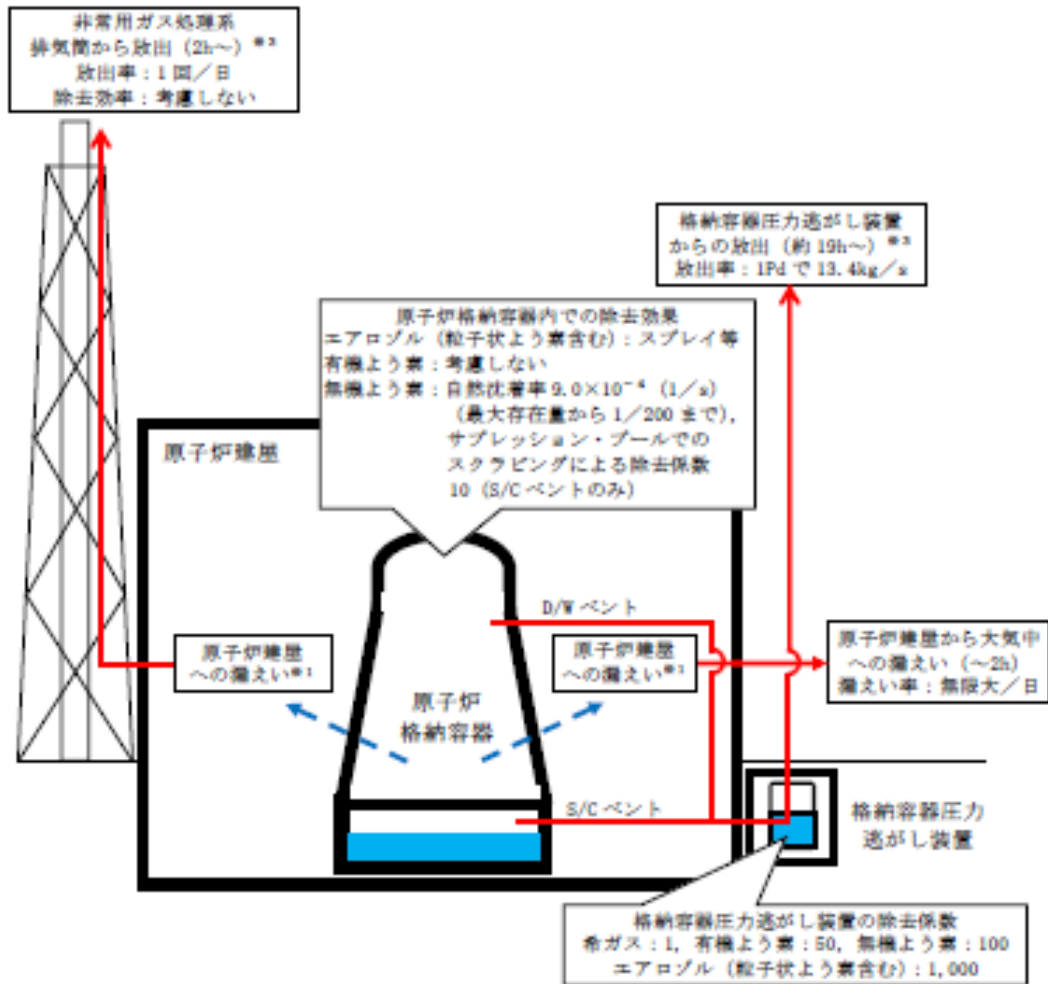 非常用ガス処理系
排気筒から放出（2h～）※3
放出率：1回／日
除去効率：考慮しない
格納容器圧力逃がし装置
からの放出（約19h～）※3
放出率：1Pdで13.4kg／s
原子炉格納容器内での除去効果
エアロゾル（粒子状よう素含む）：スプレイ等
有機よう素：考慮しない
無機よう素：自然沈着率9.0×10⁻⁴（1／s）
（最大存在量から1／200まで），
サプレッション・プールでの
スクラビングによる除去係数
10（S/Cベントのみ）
原子炉建屋
D/Wベント
原子炉建屋
への漏えい※1
原子炉建屋
への漏えい※1
原子炉建屋から大気中
への漏えい（～2h）
漏えい率：無限大／日
原子炉
格納容器
S/Cベント
格納容器圧力
逃がし装置
格納容器圧力逃がし装置の除去係数
希ガス：1，有機よう素：50，無機よう素：100
エアロゾル（粒子状よう素含む）：1,000